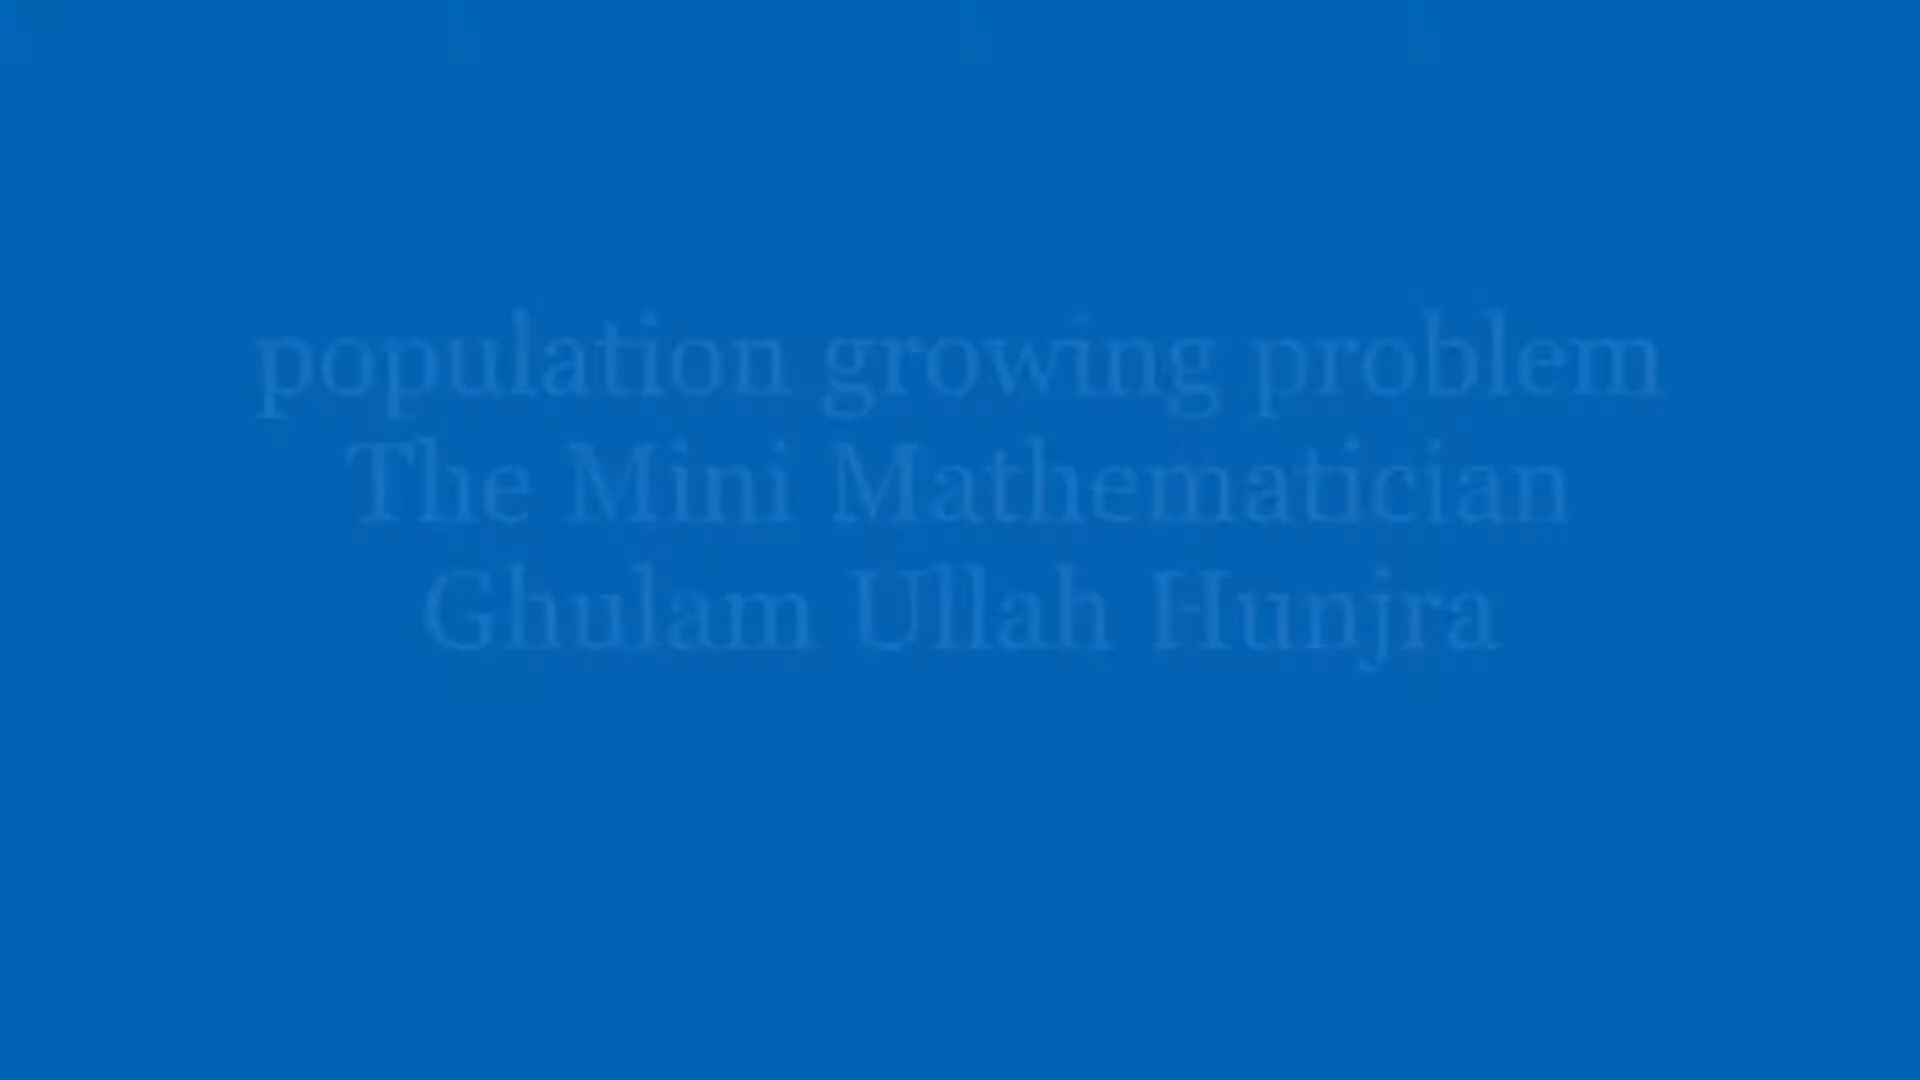 population growing problem
The Mini Mathematician
Ghulam Ullah Hunjra